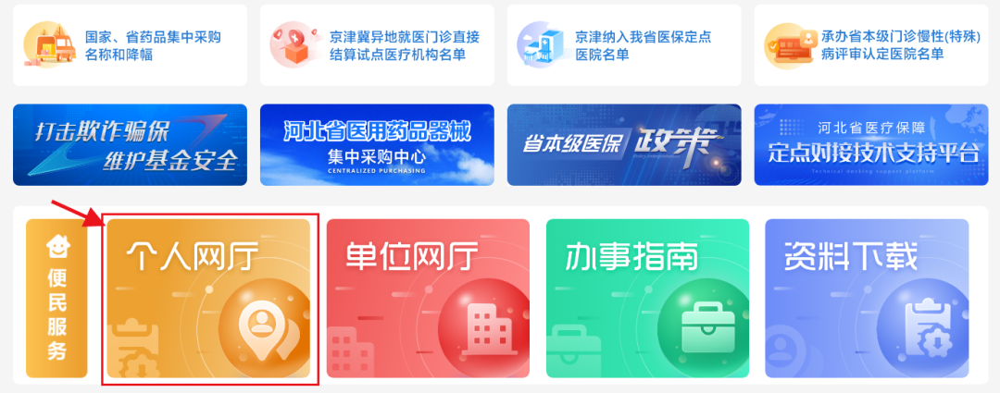 国家、省药品集中采购
名称和降幅
京津冀异地就医门诊直接
结算试点医疗机构名单
京津纳入我省医保定点
医院名单
承办省本级门诊慢性(特殊)
病评审认定医院名单
打击欺诈骗保
维护基金安全
河北省医用药品器械
集中采购中心
CENTRALIZED PURCHASING
省本级医保 政策
河北省医疗保障
定点对接技术支持平台
Technical docking support platform
便民服务
个人网厅
单位网厅
办事指南
资料下载